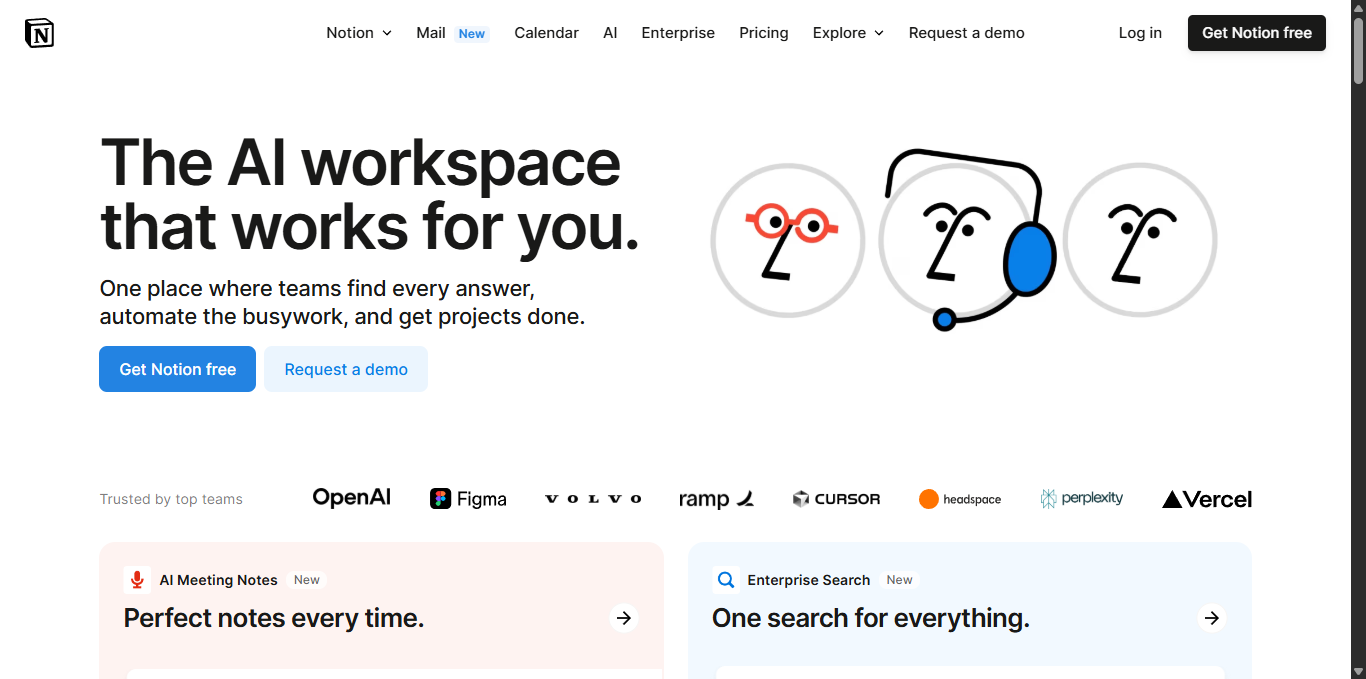 N
Notion
Mail New
Calendar
AI
Enterprise
Pricing
Explore
Request a demo
Log in
Get Notion free
The AI workspace
that works for you.
One place where teams find every answer,
automate the busywork, and get projects done.
Get Notion free
Request a demo
Trusted by top teams
OpenAI
Figma
VOLVO
ramp
CURSOR
headspace
perplexity
Vercel
AI Meeting Notes New
Perfect notes every time.
Enterprise Search New
One search for everything.